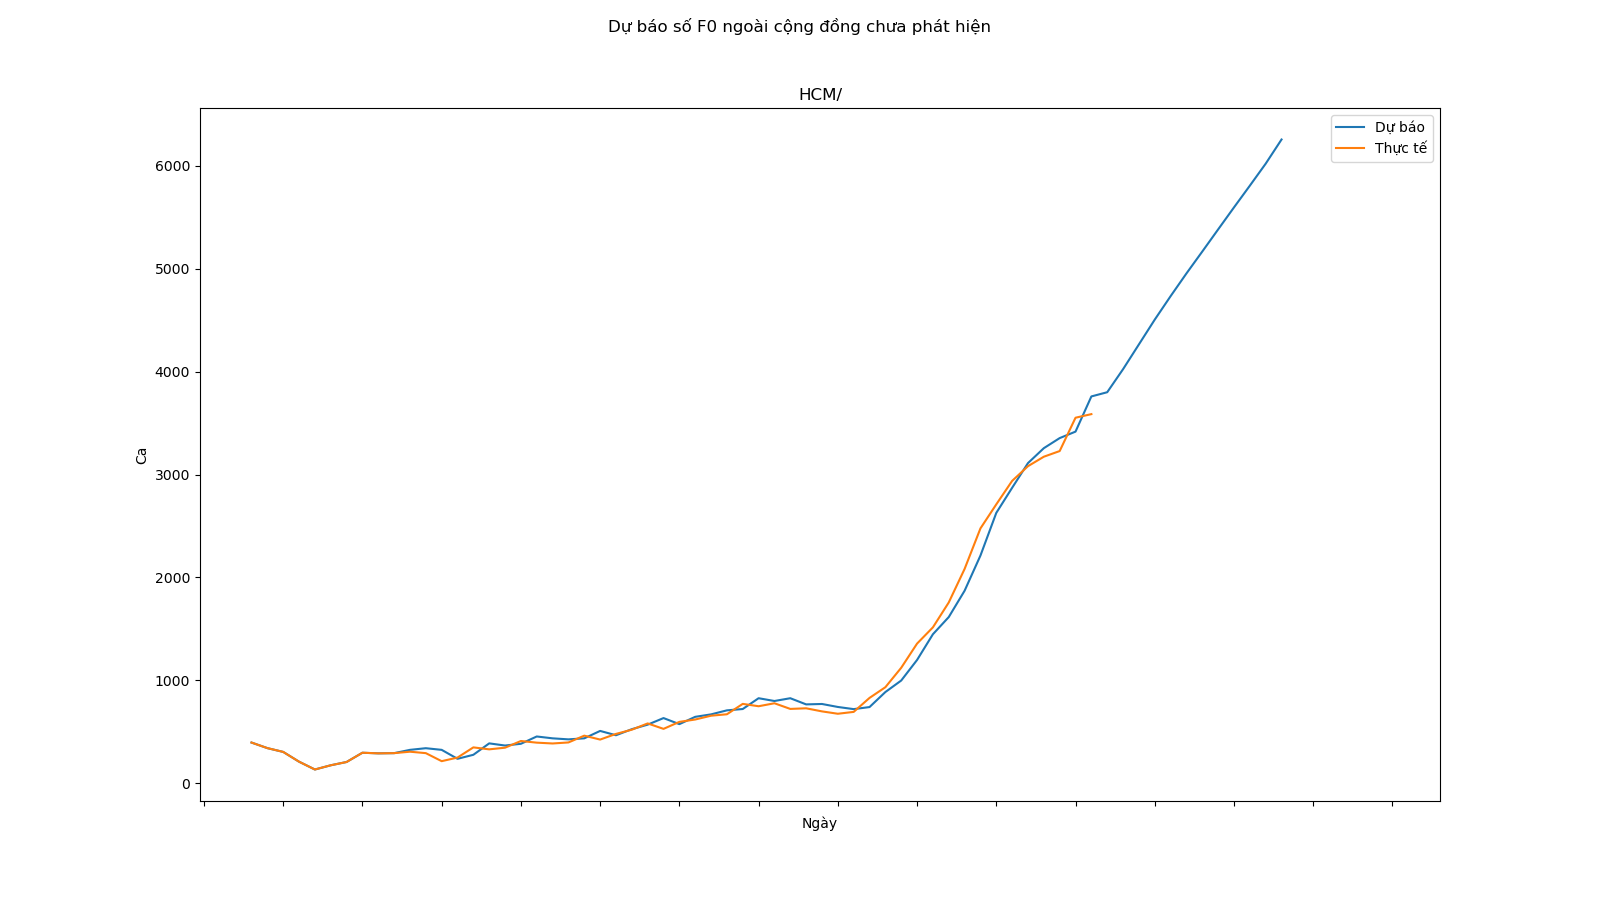 Dự báo số F0 ngoài cộng đồng chưa phát hiện
HCM/
Dự báo
Thực tế
6000
5000
4000
3000
2000
1000
0
Ca
Ngày